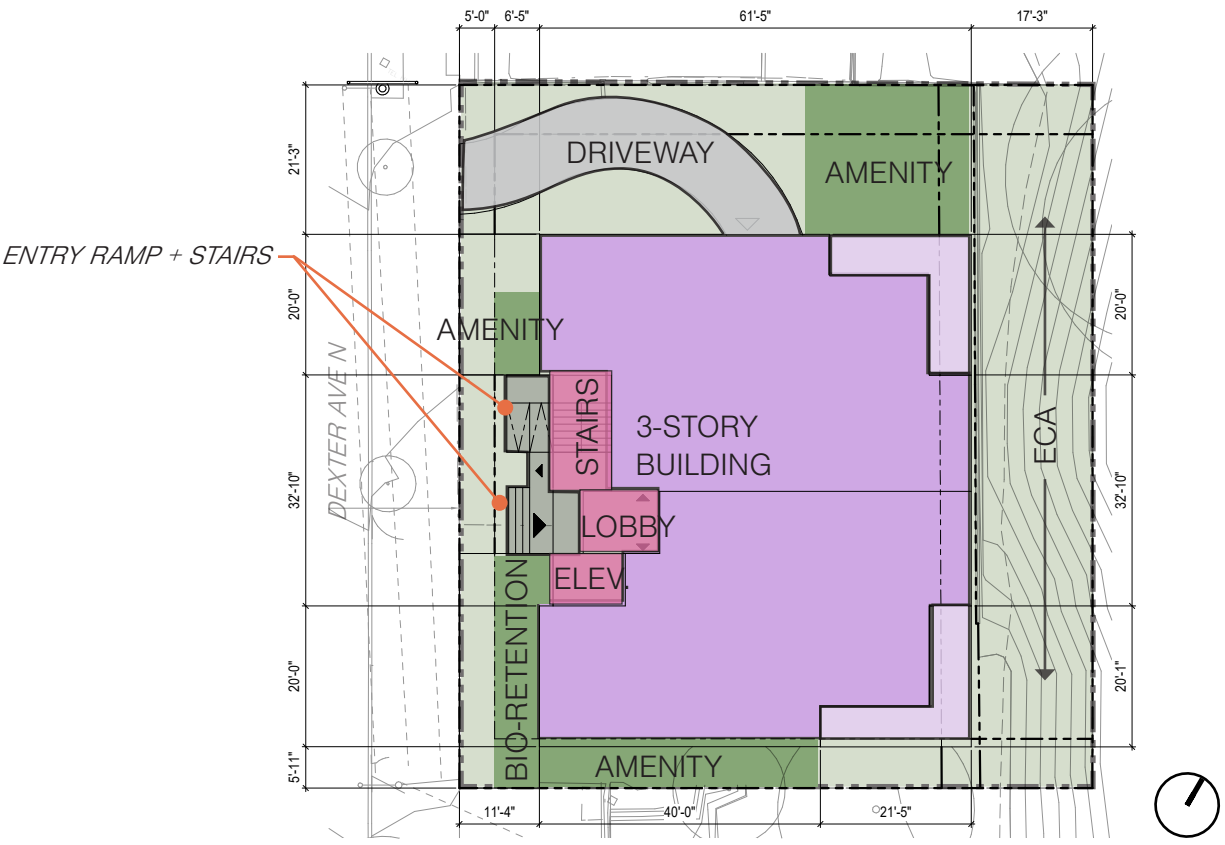 5'-0" 6'-5" 61'-5" 17'-3"
21'-3"
DRIVEWAY
AMENITY
ENTRY RAMP + STAIRS
20'-0"
20'-0"
AMENITY
DEXTER AVE N
STAIRS
3-STORY
BUILDING
ECA
32'-10"
32'-10"
LOBBY
ELEV.
BIO-RETENTION
20'-0"
20'-1"
5'-11"
AMENITY
11'-4" 40'-0" 21'-5"